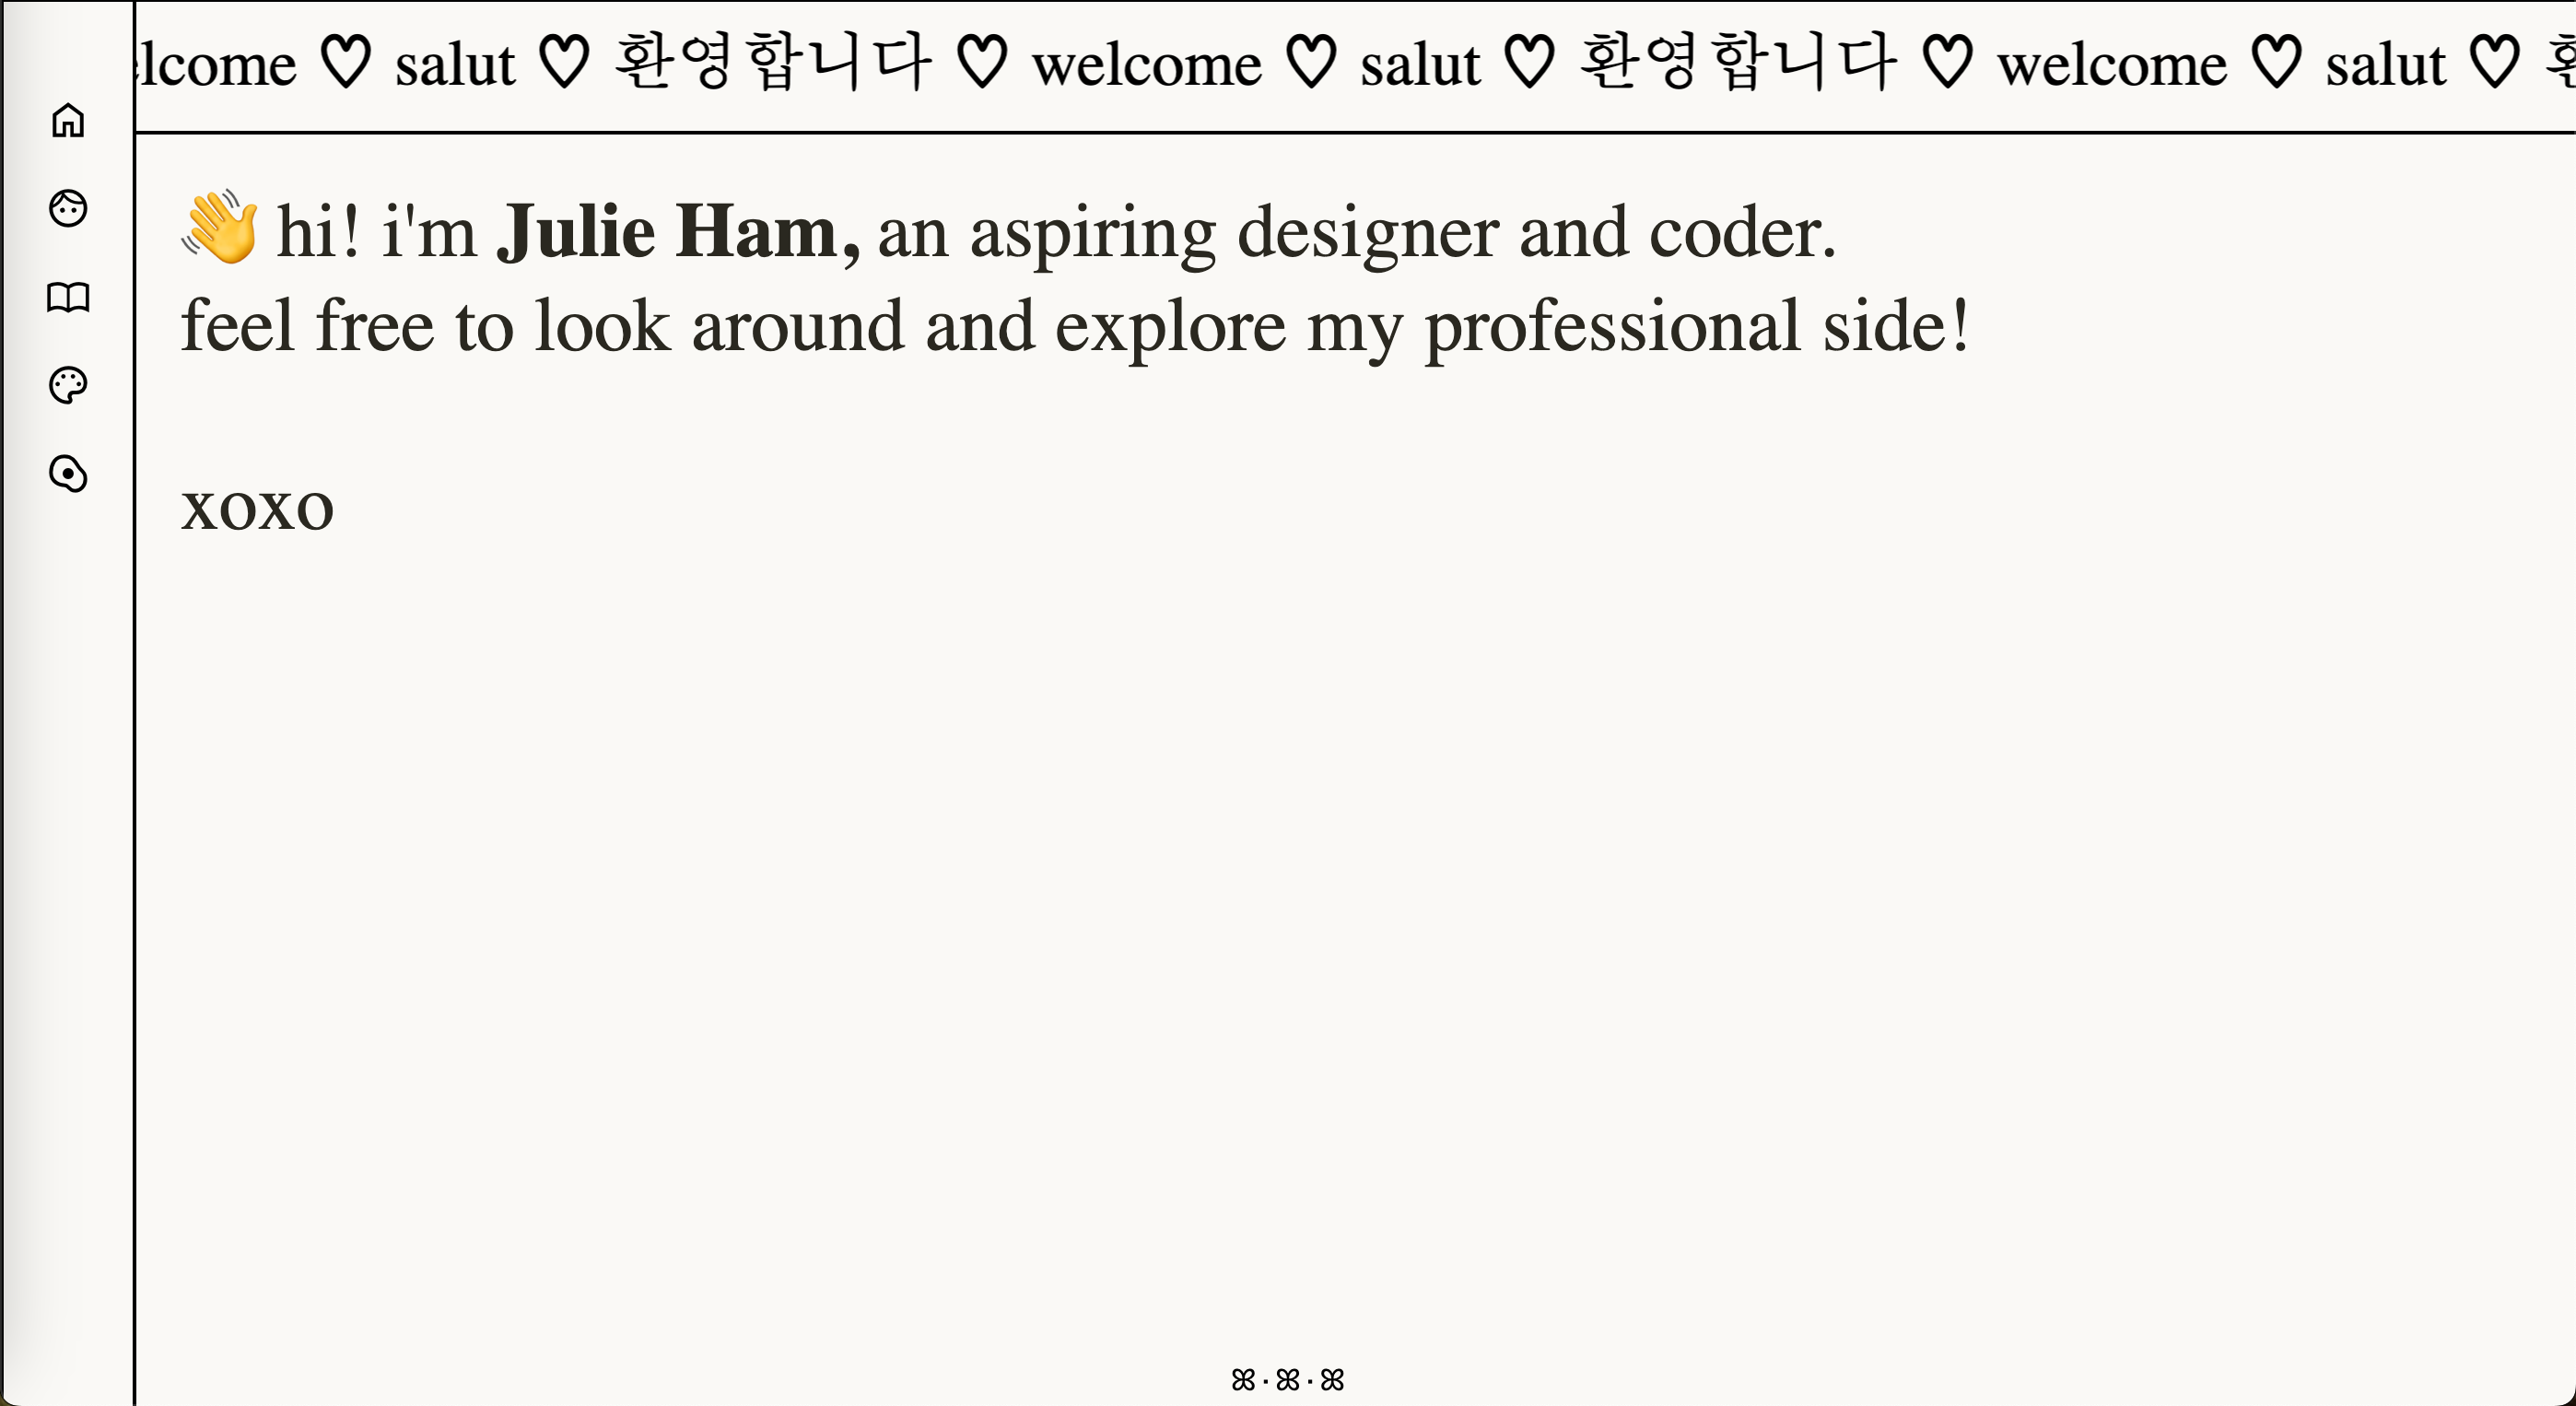 lcome ♡ salut ♡ 환영합니다 ♡ welcome ♡ salut ♡ 환영합니다 ♡ welcome ♡ salut ♡
👋 hi! i'm Julie Ham, an aspiring designer and coder.
feel free to look around and explore my professional side!
xoxo
ꕤ·ꕤ·ꕤ